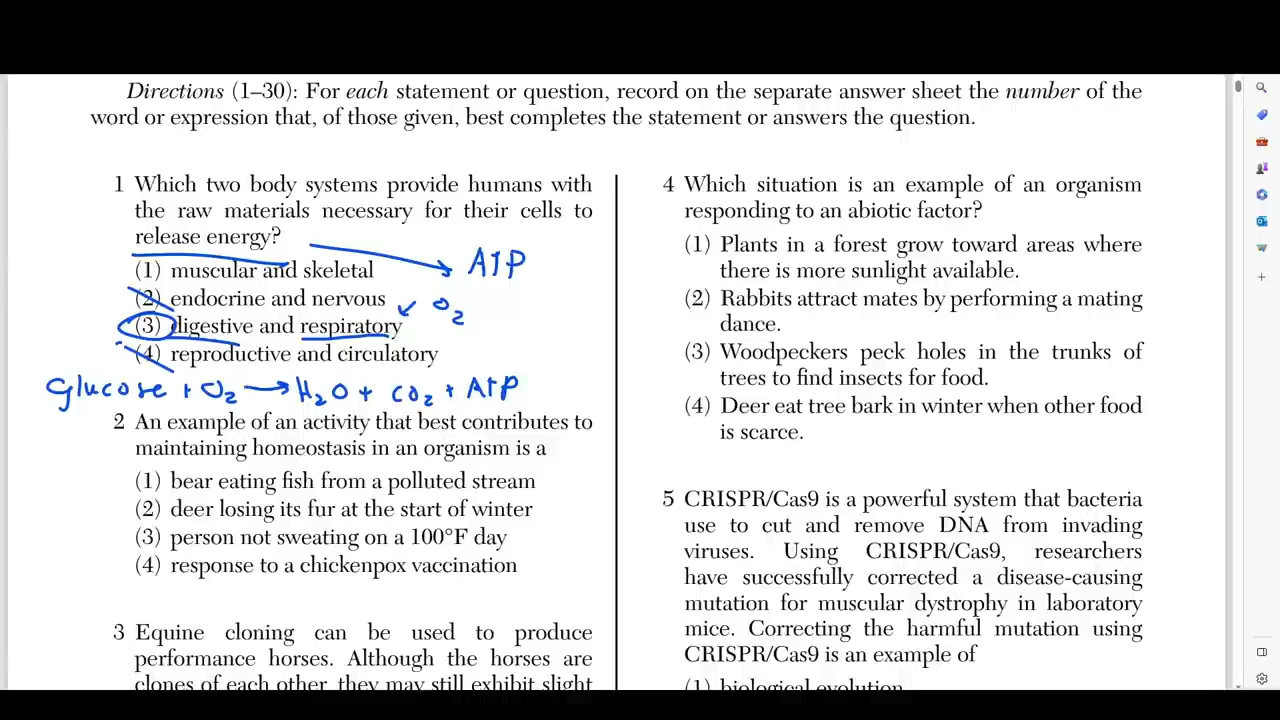 Directions (1–30): For each statement or question, record on the separate answer sheet the number of the
word or expression that, of those given, best completes the statement or answers the question.
1 Which two body systems provide humans with
the raw materials necessary for their cells to
release energy?
ATP
(1) muscular and skeletal
(2) endocrine and nervous
O2
(3) digestive and respiratory
(4) reproductive and circulatory
Glucose + O2 → H2O + CO2 + ATP
2 An example of an activity that best contributes to
maintaining homeostasis in an organism is a
(1) bear eating fish from a polluted stream
(2) deer losing its fur at the start of winter
(3) person not sweating on a 100°F day
(4) response to a chickenpox vaccination
3 Equine cloning can be used to produce
performance horses. Although the horses are
clones of each other, they may still exhibit slight
4 Which situation is an example of an organism
responding to an abiotic factor?
(1) Plants in a forest grow toward areas where
there is more sunlight available.
(2) Rabbits attract mates by performing a mating
dance.
(3) Woodpeckers peck holes in the trunks of
trees to find insects for food.
(4) Deer eat tree bark in winter when other food
is scarce.
5 CRISPR/Cas9 is a powerful system that bacteria
use to cut and remove DNA from invading
viruses. Using CRISPR/Cas9, researchers
have successfully corrected a disease-causing
mutation for muscular dystrophy in laboratory
mice. Correcting the harmful mutation using
CRISPR/Cas9 is an example of
(1) biological evolution